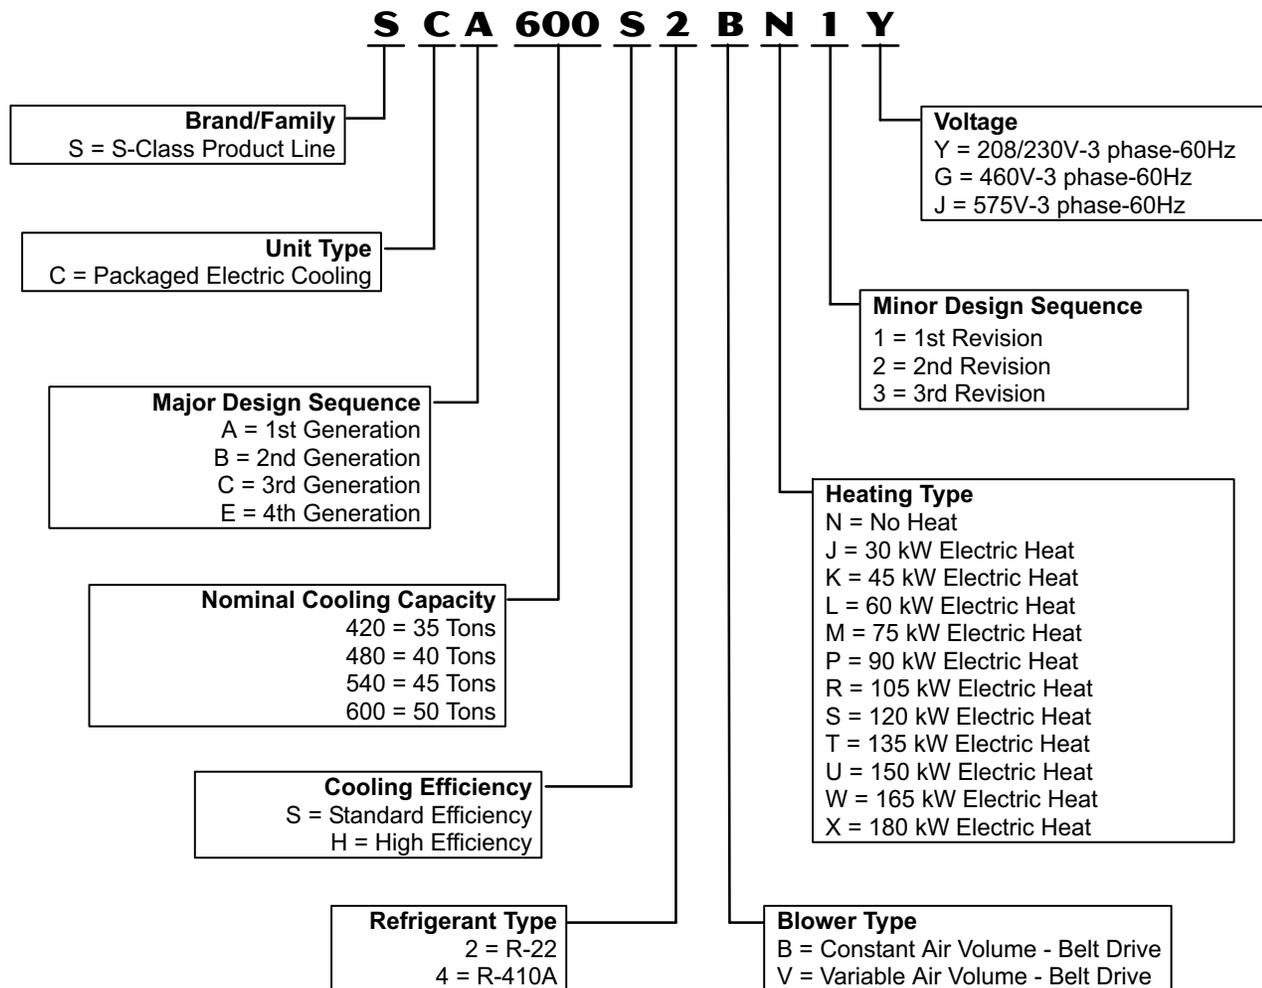 S C A 600 S 2 B N 1 Y
Brand/Family
S = S-Class Product Line
Unit Type
C = Packaged Electric Cooling
Major Design Sequence
A = 1st Generation
B = 2nd Generation
C = 3rd Generation
E = 4th Generation
Nominal Cooling Capacity
420 = 35 Tons
480 = 40 Tons
540 = 45 Tons
600 = 50 Tons
Cooling Efficiency
S = Standard Efficiency
H = High Efficiency
Refrigerant Type
2 = R-22
4 = R-410A
Voltage
Y = 208/230V-3 phase-60Hz
G = 460V-3 phase-60Hz
J = 575V-3 phase-60Hz
Minor Design Sequence
1 = 1st Revision
2 = 2nd Revision
3 = 3rd Revision
Heating Type
N = No Heat
J = 30 kW Electric Heat
K = 45 kW Electric Heat
L = 60 kW Electric Heat
M = 75 kW Electric Heat
P = 90 kW Electric Heat
R = 105 kW Electric Heat
S = 120 kW Electric Heat
T = 135 kW Electric Heat
U = 150 kW Electric Heat
W = 165 kW Electric Heat
X = 180 kW Electric Heat
Blower Type
B = Constant Air Volume - Belt Drive
V = Variable Air Volume - Belt Drive